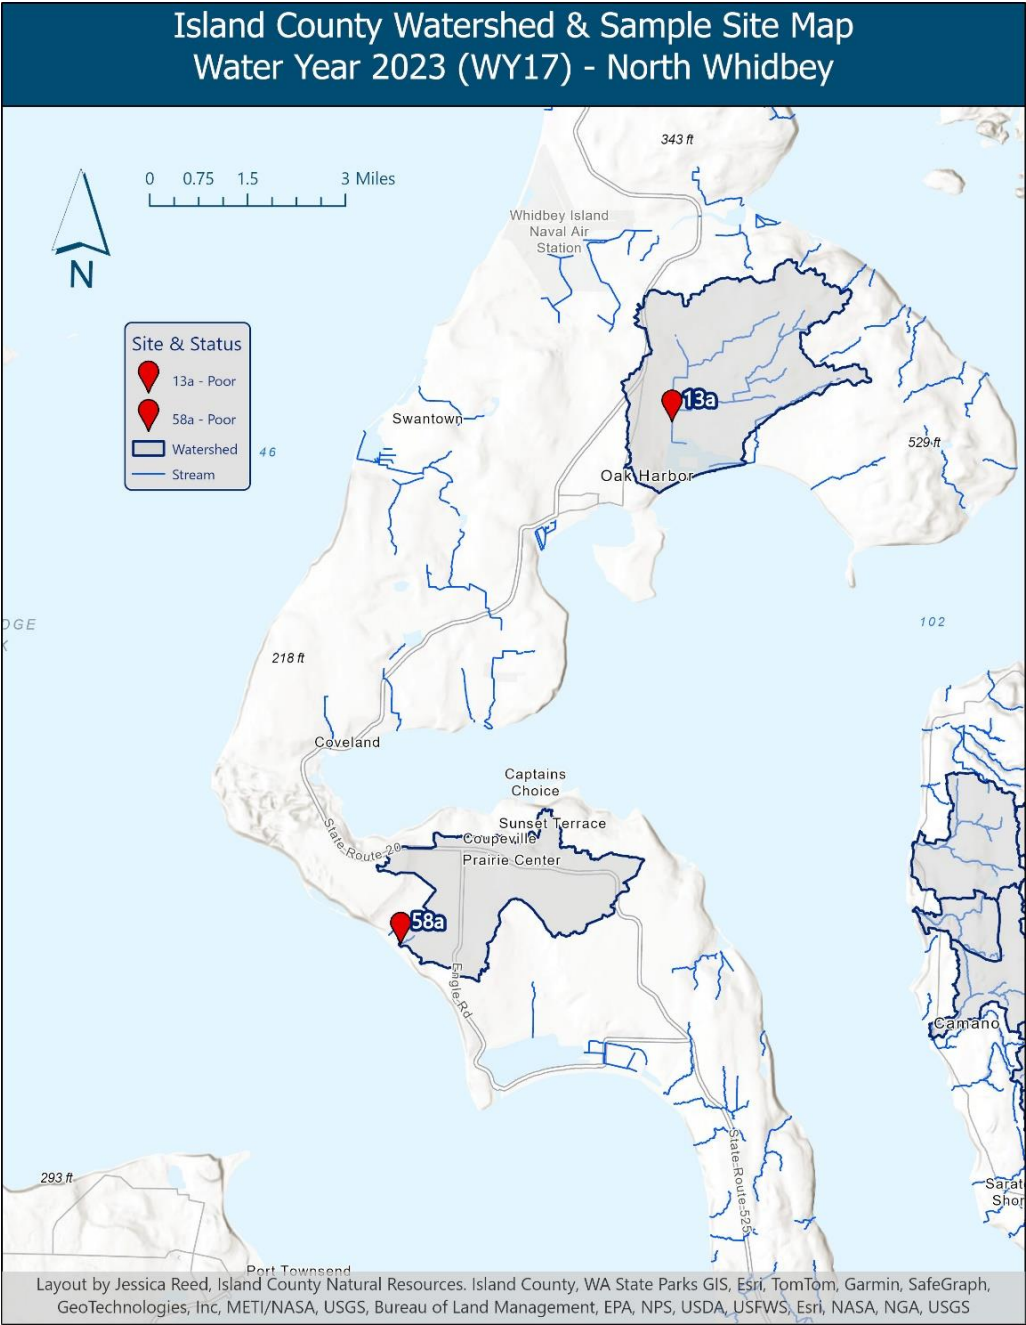 Island County Watershed & Sample Site Map
Water Year 2023 (WY17) - North Whidbey
343 ft
0 0.75 1.5 3 Miles
Whidbey Island
Naval Air
Station
N
Site & Status
13a - Poor
58a - Poor
Watershed
Stream
13a
Swantown
46
529 ft
Oak Harbor
102
218 ft
Coveland
Captains
Choice
Sunset Terrace
Coupeville
Prairie Center
State Route 20
58a
Engle Rd
Camano
State Route 525
293 ft
Port Townsend
Layout by Jessica Reed, Island County Natural Resources. Island County, WA State Parks GIS, Esri, TomTom, Garmin, SafeGraph,
GeoTechnologies, Inc, METI/NASA, USGS, Bureau of Land Management, EPA, NPS, USDA, USFWS, Esri, NASA, NGA, USGS